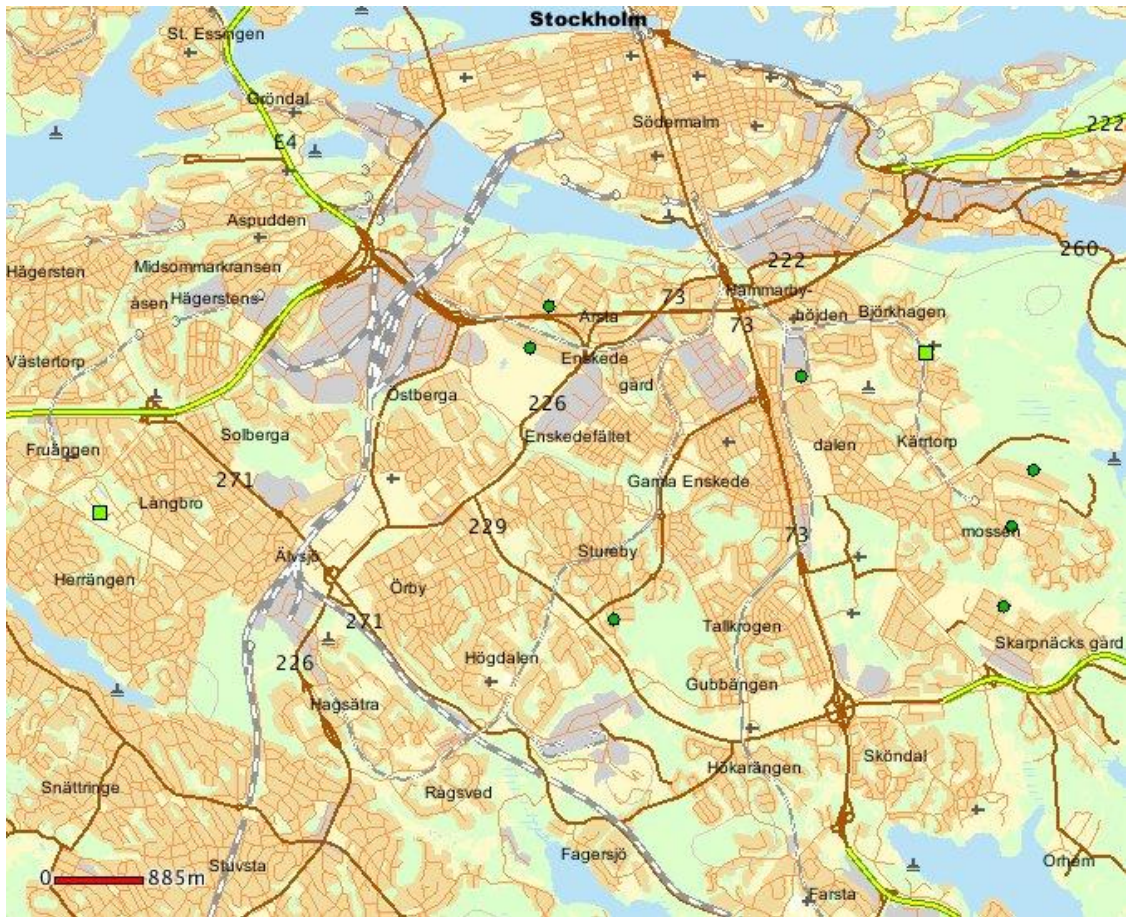 Stockholm
St. Essingen
Gröndal
Södermalm
E4
222
Aspudden
260
Hägersten
Midsommarkransen
222
åsen
Hägerstens-
73
Hammarby-
höjden
Björkhagen
Årsta
73
Västertorp
Enskede
gård
Östberga
226
Fruängen
Solberga
Enskedefältet
dalen
Kärrtorp
271
Långbro
Gamla Enskede
229
73
mossen
Älvsjö
Stureby
Herrängen
Örby
271
Tallkrogen
226
Högdalen
Skarpnäcks gård
Hagsätra
Gubbängen
Sköndal
Hökarängen
Snättringe
Rågsved
Fagersjö
Orhem
Stuvsta
0
885m
Farsta